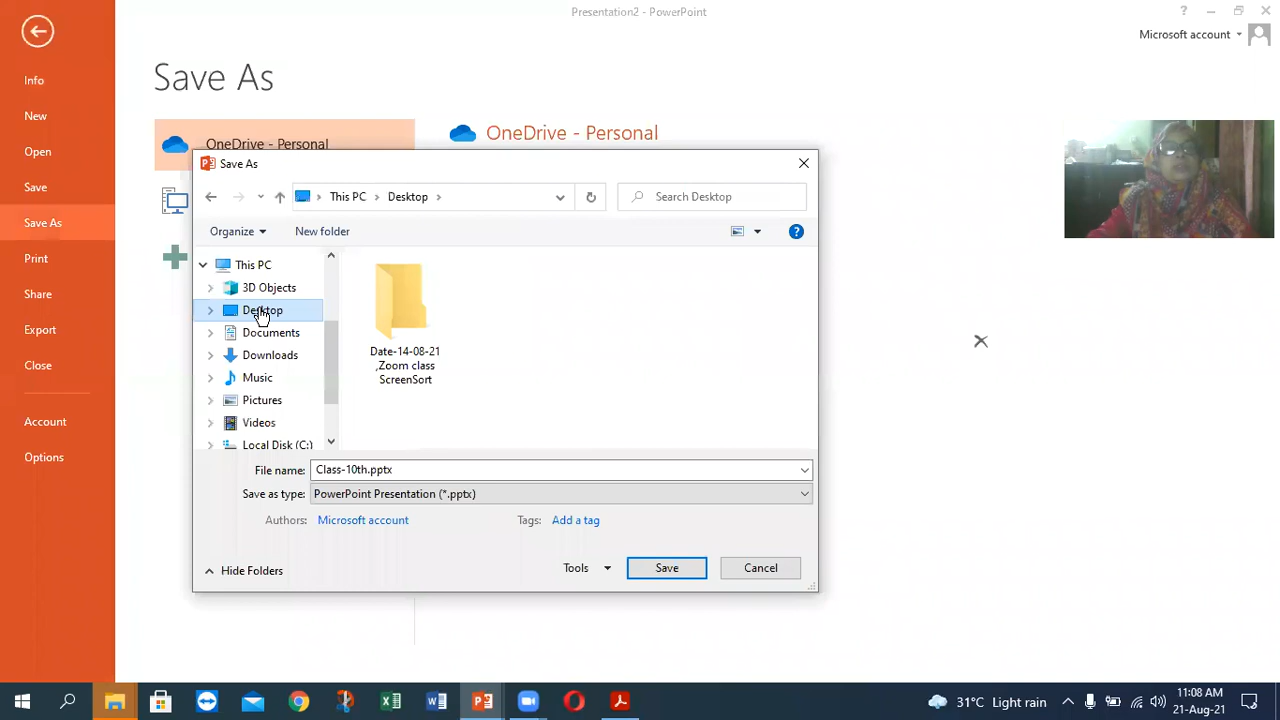 Presentation2 - PowerPoint
?
Microsoft account
Info
New
Open
Save
Save As
Print
Share
Export
Close
Account
Options
Save As
OneDrive - Personal
OneDrive - Personal
Save As
This PC
Desktop
Search Desktop
Organize
New folder
?
This PC
3D Objects
Desktop
Documents
Downloads
Music
Pictures
Videos
Local Disk (C:)
Date-14-08-21
,Zoom class
ScreenSort
File name: Class-10th.pptx
Save as type: PowerPoint Presentation (*.pptx)
Authors: Microsoft account
Tags: Add a tag
Hide Folders
Tools
Save
Cancel
31°C Light rain
11:08 AM
21-Aug-21